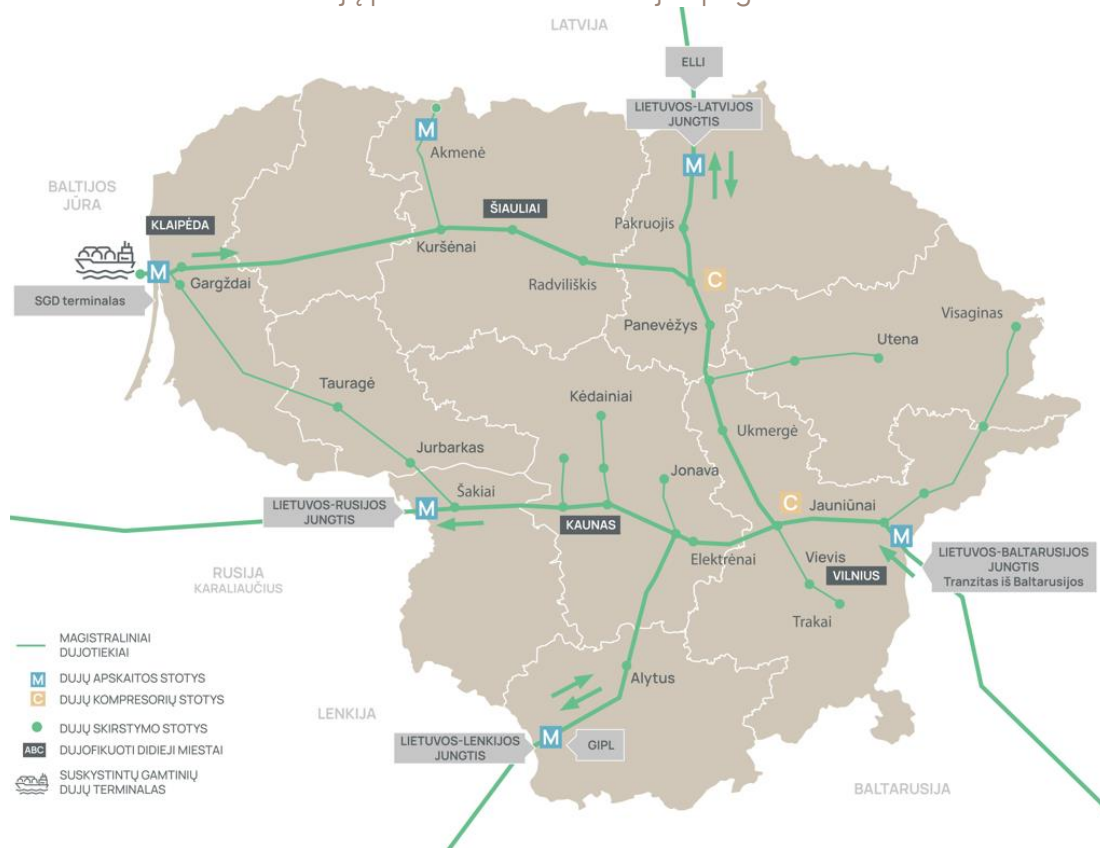 LATVIJA
ELLI
LIETUVOS-LATVIJOS
JUNGTIS
M
M
Akmenė
BALTIJOS
JŪRA
KLAIPĖDA
ŠIAULIAI
Pakruojis
Kuršėnai
M
Gargždai
Radviliškis
C
SGD terminalas
Panevėžys
Visaginas
Utena
Tauragė
Kėdainiai
Ukmergė
Jurbarkas
Jonava
Šakiai
LIETUVOS-RUSIJOS
JUNGTIS
M
C
Jauniūnai
KAUNAS
M
Elektrėnai
Vievis
VILNIUS
LIETUVOS-BALTARUSIJOS
JUNGTIS
Tranzitas iš Baltarusijos
RUSIJA
KARALIAUČIUS
Trakai
MAGISTRALINIAI
DUJOTIEKIAI
M DUJŲ APSKAITOS STOTYS
C DUJŲ KOMPRESORIŲ STOTYS
DUJŲ SKIRSTYMO STOTYS
ABC DUJOFIKUOTI DIDIEJI MIESTAI
SUSKYSTINTŲ GAMTINIŲ
DUJŲ TERMINALAS
Alytus
LENKIJA
LIETUVOS-LENKIJOS
JUNGTIS
M
GIPL
BALTARUSIJA